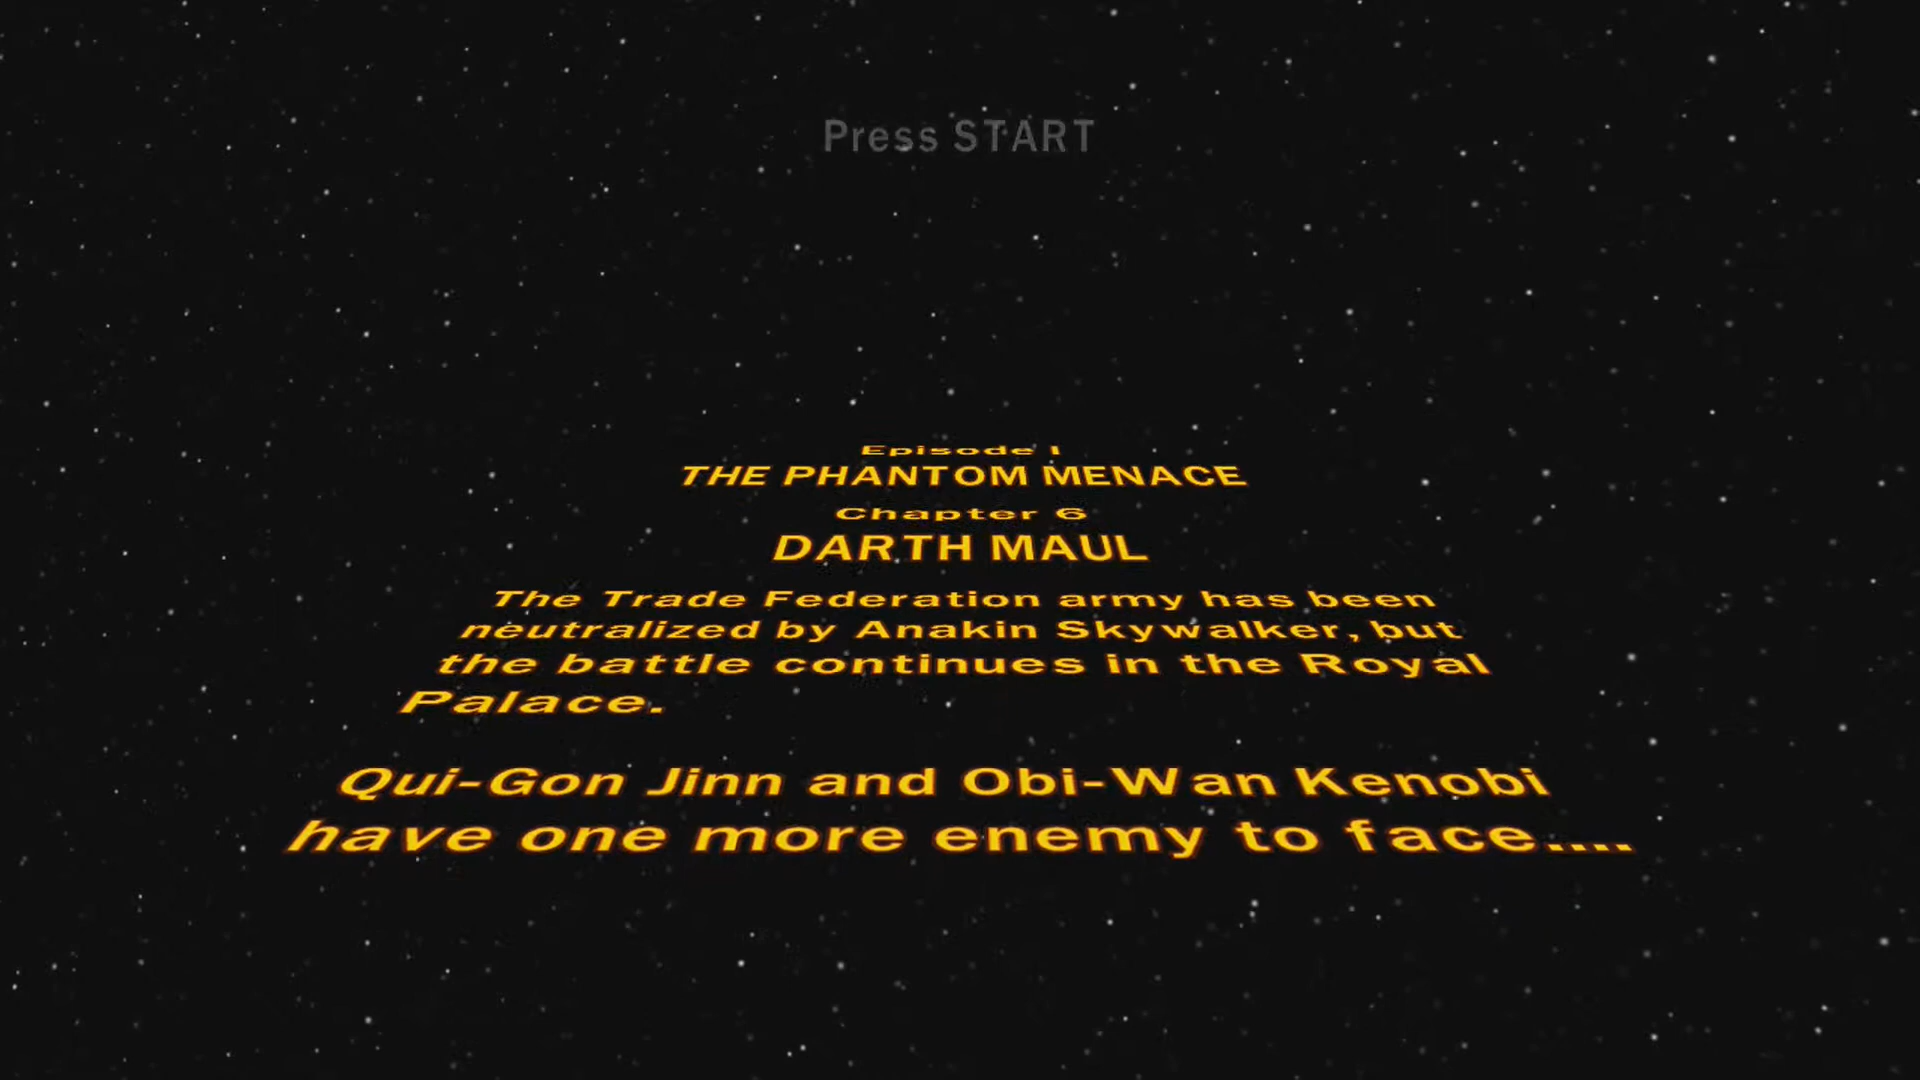 Press START
Episode I
THE PHANTOM MENACE
Chapter 6
DARTH MAUL
The Trade Federation army has been
neutralized by Anakin Skywalker, but
the battle continues in the Royal
Palace.
Qui-Gon Jinn and Obi-Wan Kenobi
have one more enemy to face....